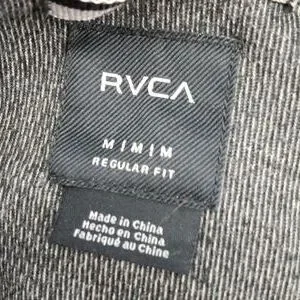 RVCA
M | M | M
REGULAR FIT
Made in China
Hecho en China
Fabriqué au Chine